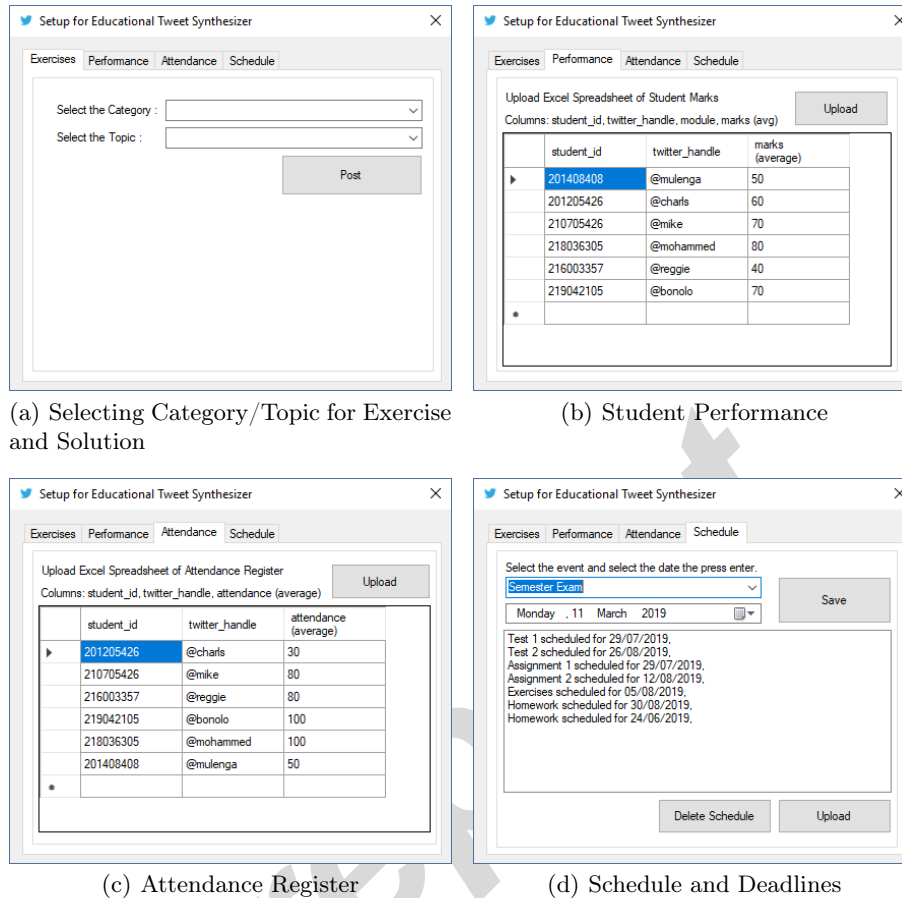 Setup for Educational Tweet Synthesizer
Exercises Performance Attendance Schedule
Select the Category :
Select the Topic :
Post
(a) Selecting Category/Topic for Exercise
and Solution
Setup for Educational Tweet Synthesizer
Exercises Performance Attendance Schedule
Upload Excel Spreadsheet of Student Marks
Columns: student_id, twitter_handle, module, marks (avg)
Upload
student_id twitter_handle marks (average)
201408408 @mulenga 50
201205426 @charls 60
210705426 @mike 70
218036305 @mohammed 80
216003357 @reggie 40
219042105 @bonolo 70
(b) Student Performance
Setup for Educational Tweet Synthesizer
Exercises Performance Attendance Schedule
Upload Excel Spreadsheet of Attendance Register
Columns: student_id, twitter_handle, attendance (average)
Upload
student_id twitter_handle attendance (average)
201205426 @charls 30
210705426 @mike 80
216003357 @reggie 80
219042105 @bonolo 100
218036305 @mohammed 100
201408408 @mulenga 50
(c) Attendance Register
Setup for Educational Tweet Synthesizer
Exercises Performance Attendance Schedule
Select the event and select the date the press enter.
Semester Exam
Monday , 11 March 2019
Save
Test 1 scheduled for 29/07/2019,
Test 2 scheduled for 26/08/2019,
Assignment 1 scheduled for 29/07/2019,
Assignment 2 scheduled for 12/08/2019,
Exercises scheduled for 05/08/2019,
Homework scheduled for 30/08/2019,
Homework scheduled for 24/06/2019,
Delete Schedule Upload
(d) Schedule and Deadlines